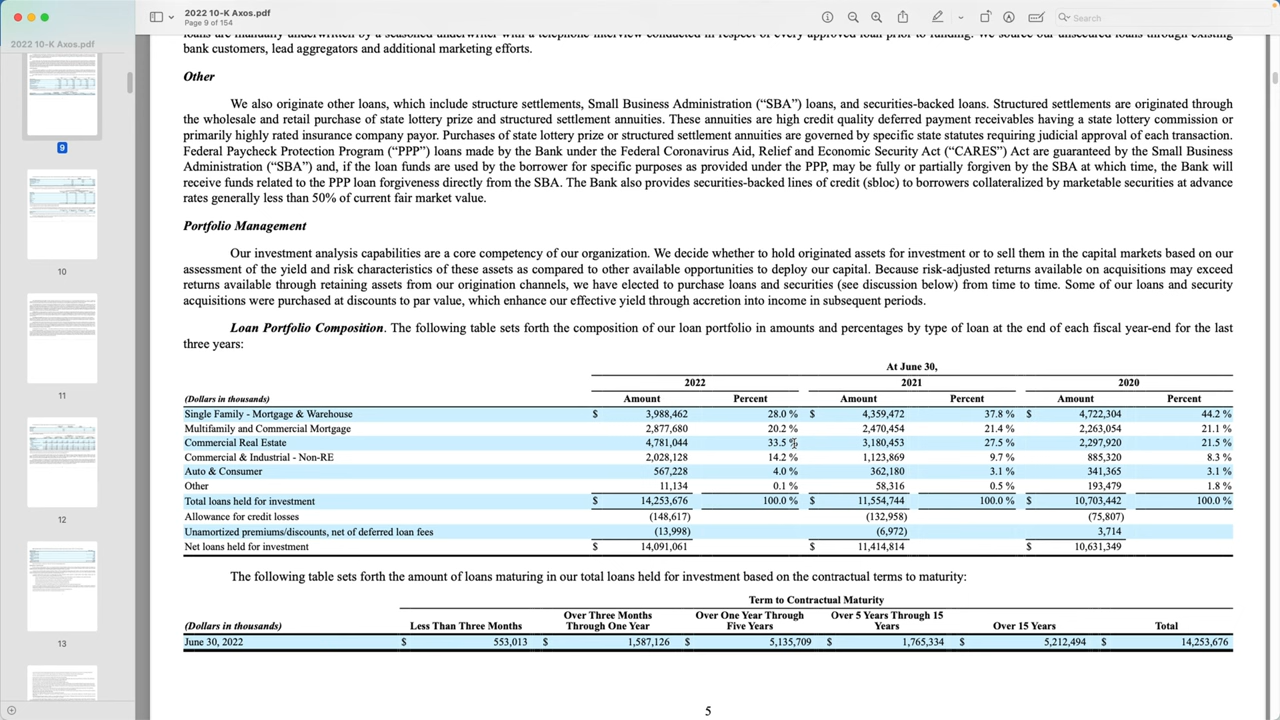 2022 10-K Axos.pdf
Page 9 of 154
Search
2022 10-K Axos.pdf
9
10
11
12
13
bank customers, lead aggregators and additional marketing efforts.
Other
We also originate other loans, which include structure settlements, Small Business Administration (“SBA”) loans, and securities-backed loans. Structured settlements are originated through
the wholesale and retail purchase of state lottery prize and structured settlement annuities. These annuities are high credit quality deferred payment receivables having a state lottery commission or
primarily highly rated insurance company payor. Purchases of state lottery prize or structured settlement annuities are governed by specific state statutes requiring judicial approval of each transaction.
Federal Paycheck Protection Program (“PPP”) loans made by the Bank under the Federal Coronavirus Aid, Relief and Economic Security Act (“CARES”) Act are guaranteed by the Small Business
Administration (“SBA”) and, if the loan funds are used by the borrower for specific purposes as provided under the PPP, may be fully or partially forgiven by the SBA at which time, the Bank will
receive funds related to the PPP loan forgiveness directly from the SBA. The Bank also provides securities-backed lines of credit (sbloc) to borrowers collateralized by marketable securities at advance
rates generally less than 50% of current fair market value.
Portfolio Management
Our investment analysis capabilities are a core competency of our organization. We decide whether to hold originated assets for investment or to sell them in the capital markets based on our
assessment of the yield and risk characteristics of these assets as compared to other available opportunities to deploy our capital. Because risk-adjusted returns available on acquisitions may exceed
returns available through retaining assets from our origination channels, we have elected to purchase loans and securities (see discussion below) from time to time. Some of our loans and security
acquisitions were purchased at discounts to par value, which enhance our effective yield through accretion into income in subsequent periods.
Loan Portfolio Composition. The following table sets forth the composition of our loan portfolio in amounts and percentages by type of loan at the end of each fiscal year-end for the last
three years:
At June 30,
2022 2021 2020
(Dollars in thousands) Amount Percent Amount Percent Amount Percent
Single Family - Mortgage & Warehouse $ 3,988,462 28.0 % $ 4,359,472 37.8 % $ 4,722,304 44.2 %
Multifamily and Commercial Mortgage 2,877,680 20.2 % 2,470,454 21.4 % 2,263,054 21.1 %
Commercial Real Estate 4,781,044 33.5 % 3,180,453 27.5 % 2,297,920 21.5 %
Commercial & Industrial - Non-RE 2,028,128 14.2 % 1,123,869 9.7 % 885,320 8.3 %
Auto & Consumer 567,228 4.0 % 362,180 3.1 % 341,365 3.1 %
Other 11,134 0.1 % 58,316 0.5 % 193,479 1.8 %
Total loans held for investment $ 14,253,676 100.0 % $ 11,554,744 100.0 % $ 10,703,442 100.0 %
Allowance for credit losses (148,617) (132,958) (75,807)
Unamortized premiums/discounts, net of deferred loan fees (13,998) (6,972) 3,714
Net loans held for investment $ 14,091,061 $ 11,414,814 $ 10,631,349
The following table sets forth the amount of loans maturing in our total loans held for investment based on the contractual terms to maturity:
Term to Contractual Maturity
(Dollars in thousands) Less Than Three Months Over Three Months Through One Year Over One Year Through Five Years Over 5 Years Through 15 Years Over 15 Years Total
June 30, 2022 $ 553,013 $ 1,587,126 $ 5,135,709 $ 1,765,334 $ 5,212,494 $ 14,253,676
5